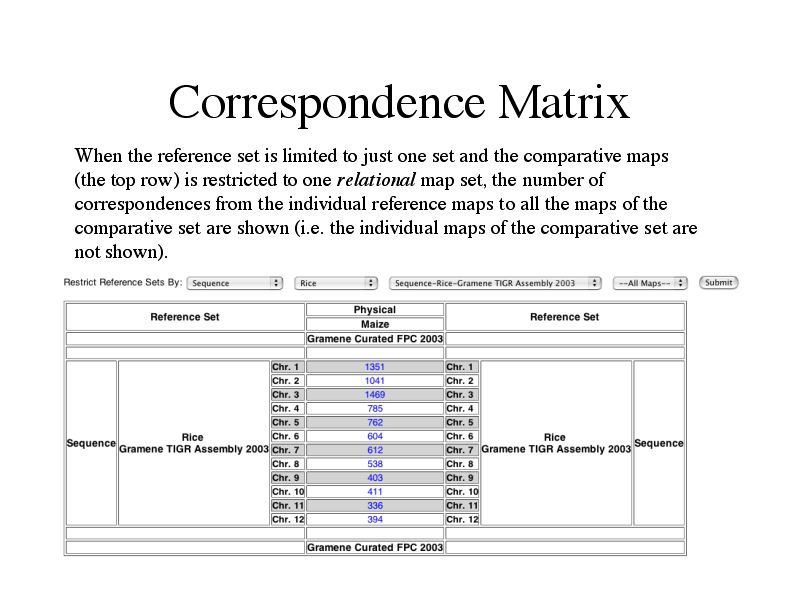 Correspondence Matrix
When the reference set is limited to just one set and the comparative maps
(the top row) is restricted to one relational map set, the number of
correspondences from the individual reference maps to all the maps of the
comparative set are shown (i.e. the individual maps of the comparative set are
not shown).
Restrict Reference Sets By: Sequence Rice Sequence-Rice-Gramene TIGR Assembly 2003 --All Maps-- Submit
Reference Set Physical Reference Set
Maize
Gramene Curated FPC 2003
Chr. 1 1351 Chr. 1
Chr. 2 1041 Chr. 2
Chr. 3 1469 Chr. 3
Chr. 4 785 Chr. 4
Chr. 5 762 Chr. 5
Chr. 6 604 Chr. 6
Sequence Rice Gramene TIGR Assembly 2003 Chr. 7 612 Chr. 7 Rice Gramene TIGR Assembly 2003 Sequence
Chr. 8 538 Chr. 8
Chr. 9 403 Chr. 9
Chr. 10 411 Chr. 10
Chr. 11 336 Chr. 11
Chr. 12 394 Chr. 12
Gramene Curated FPC 2003